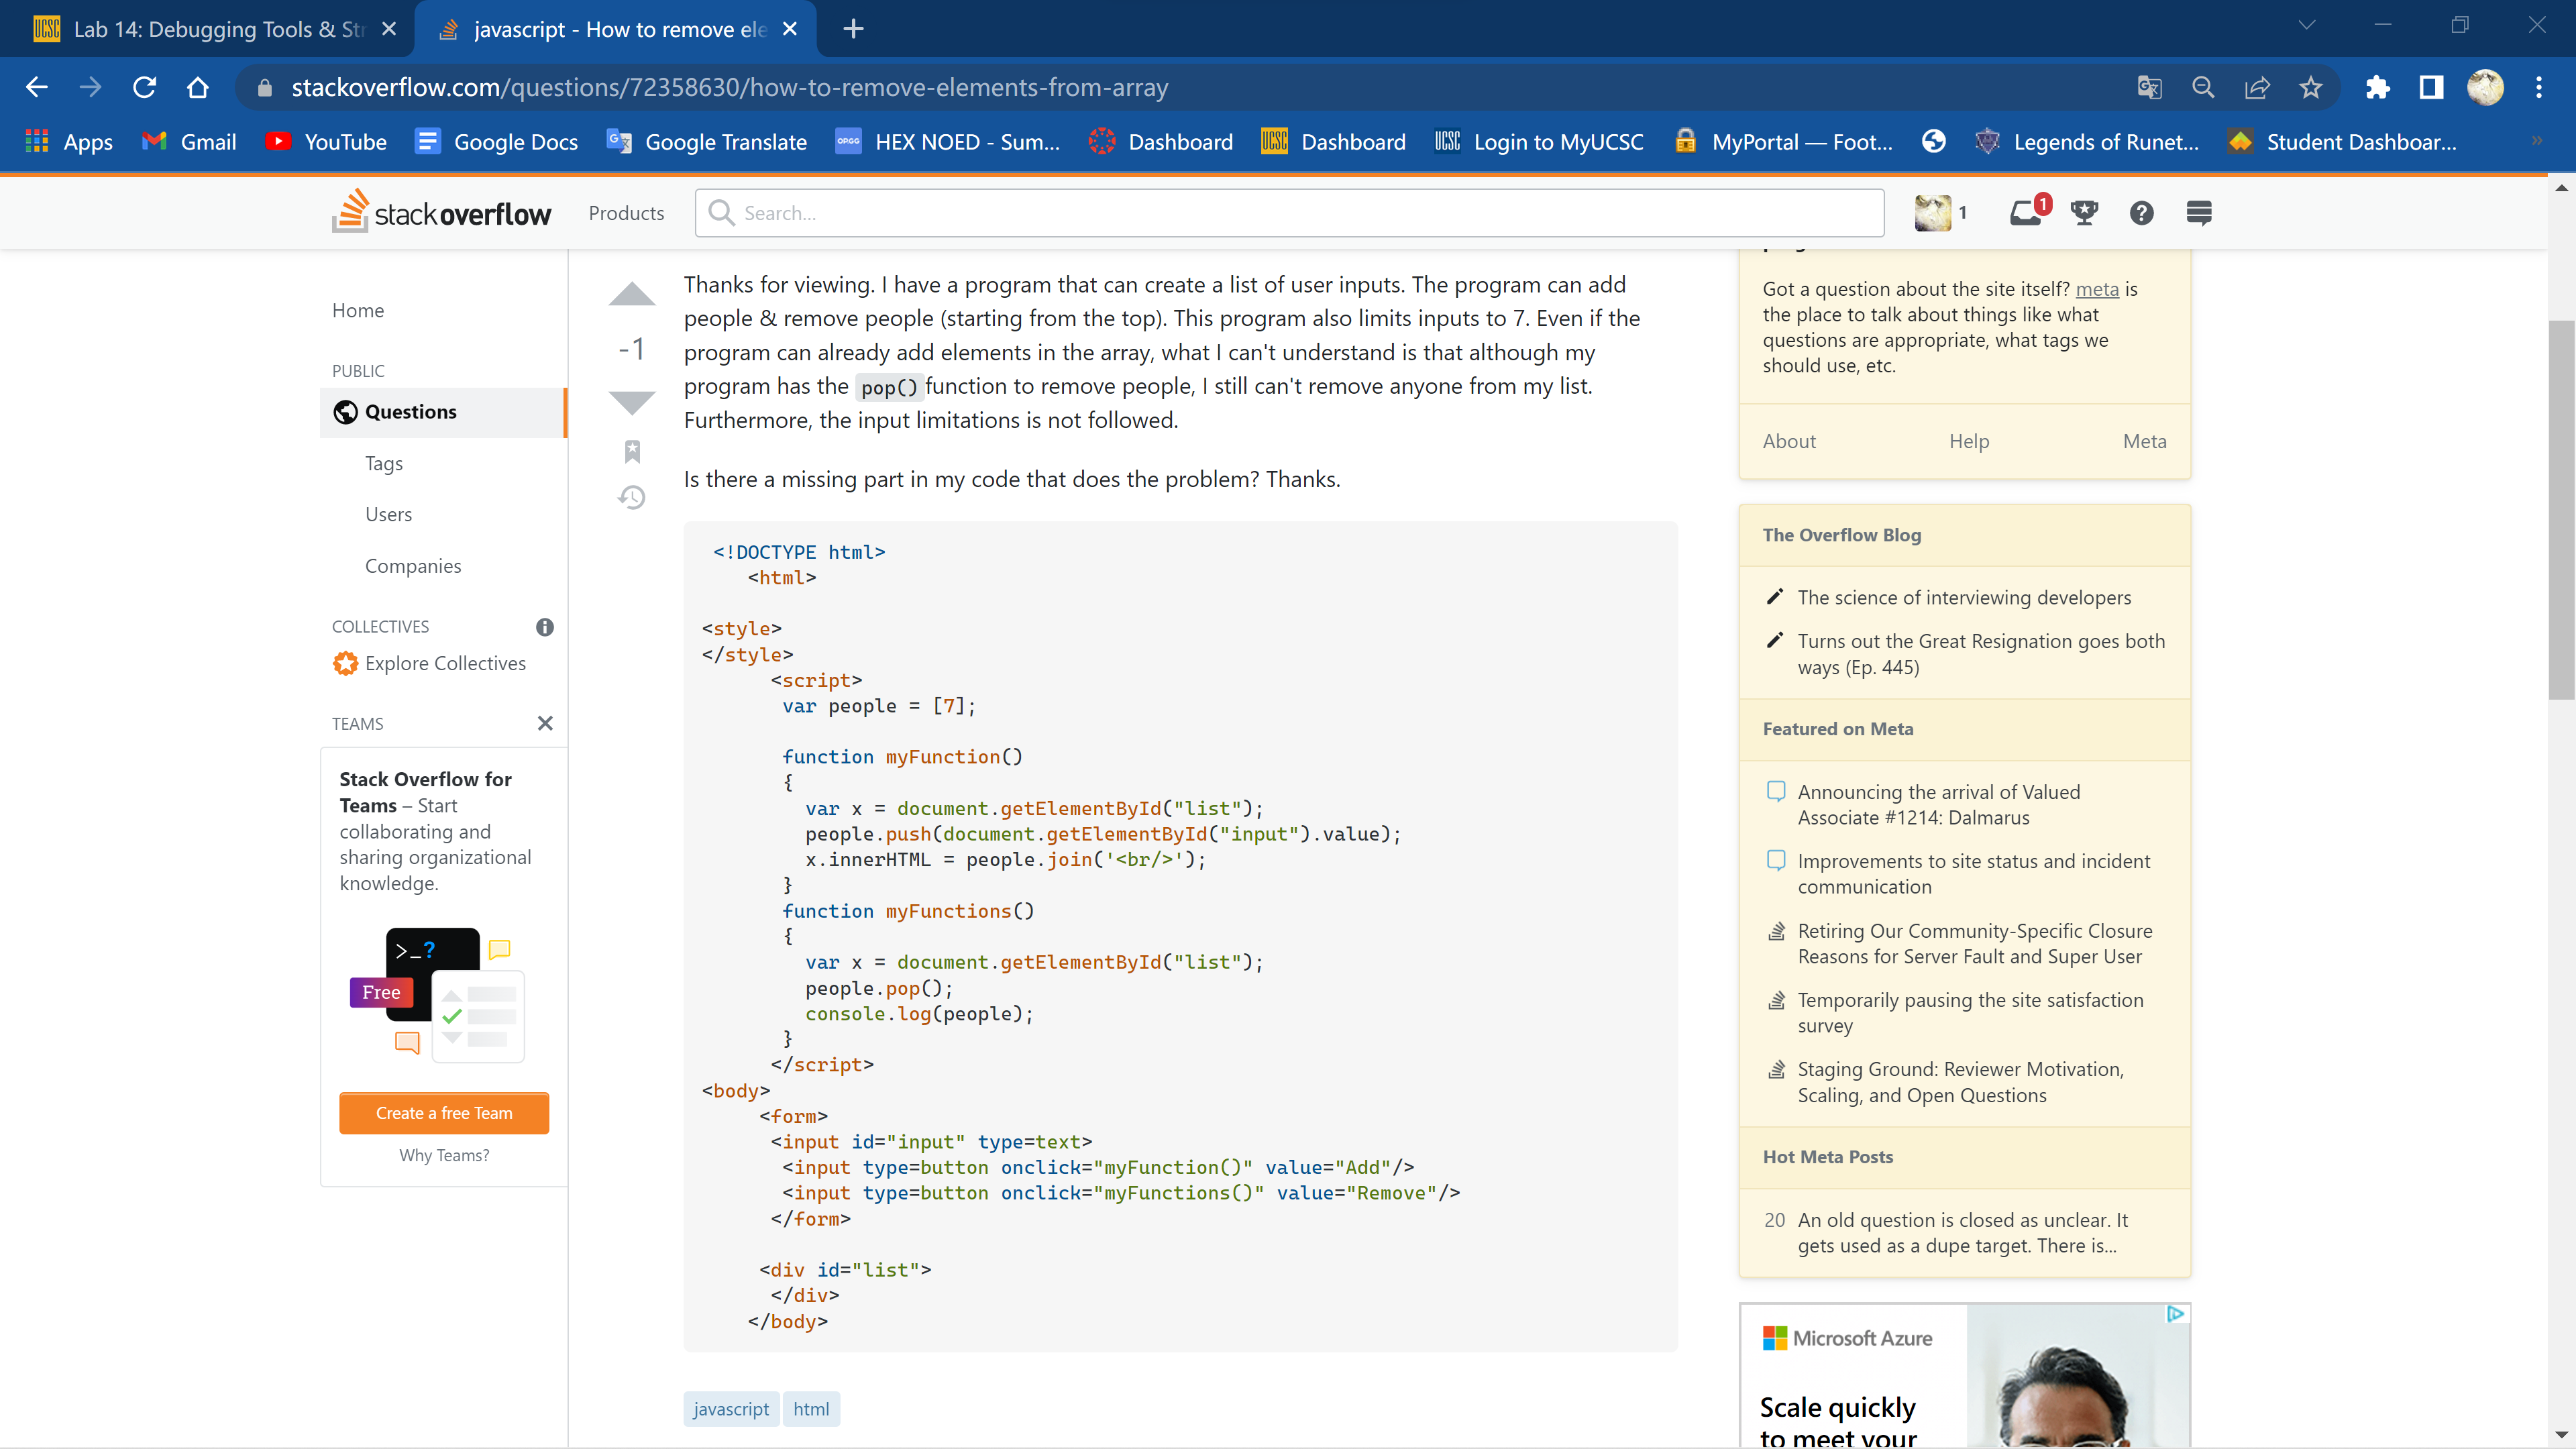 Lab 14: Debugging Tools & Str
javascript - How to remove ele
stackoverflow.com/questions/72358630/how-to-remove-elements-from-array
Apps
Gmail
YouTube
Google Docs
Google Translate
HEX NOED - Sum...
Dashboard
Dashboard
Login to MyUCSC
MyPortal — Foot...
Legends of Runet...
Student Dashboar...
stackoverflow
Products
Search...
1
1
Home
PUBLIC
Questions
Tags
Users
Companies
COLLECTIVES
Explore Collectives
TEAMS
Stack Overflow for
Teams – Start
collaborating and
sharing organizational
knowledge.
>_?
Free
Create a free Team
Why Teams?
-1
Thanks for viewing. I have a program that can create a list of user inputs. The program can add
people & remove people (starting from the top). This program also limits inputs to 7. Even if the
program can already add elements in the array, what I can't understand is that although my
program has the pop() function to remove people, I still can't remove anyone from my list.
Furthermore, the input limitations is not followed.
Is there a missing part in my code that does the problem? Thanks.
<!DOCTYPE html>
<html>
<style>
</style>
<script>
var people = [7];
function myFunction()
{
var x = document.getElementById("list");
people.push(document.getElementById("input").value);
x.innerHTML = people.join('<br/>');
}
function myFunctions()
{
var x = document.getElementById("list");
people.pop();
console.log(people);
}
</script>
<body>
<form>
<input id="input" type=text>
<input type=button onclick="myFunction()" value="Add"/>
<input type=button onclick="myFunctions()" value="Remove"/>
</form>
<div id="list">
</div>
</body>
javascript
html
Got a question about the site itself? meta is
the place to talk about things like what
questions are appropriate, what tags we
should use, etc.
About
Help
Meta
The Overflow Blog
The science of interviewing developers
Turns out the Great Resignation goes both
ways (Ep. 445)
Featured on Meta
Announcing the arrival of Valued
Associate #1214: Dalmarus
Improvements to site status and incident
communication
Retiring Our Community-Specific Closure
Reasons for Server Fault and Super User
Temporarily pausing the site satisfaction
survey
Staging Ground: Reviewer Motivation,
Scaling, and Open Questions
Hot Meta Posts
20 An old question is closed as unclear. It
gets used as a dupe target. There is...
Microsoft Azure
Scale quickly
to meet your